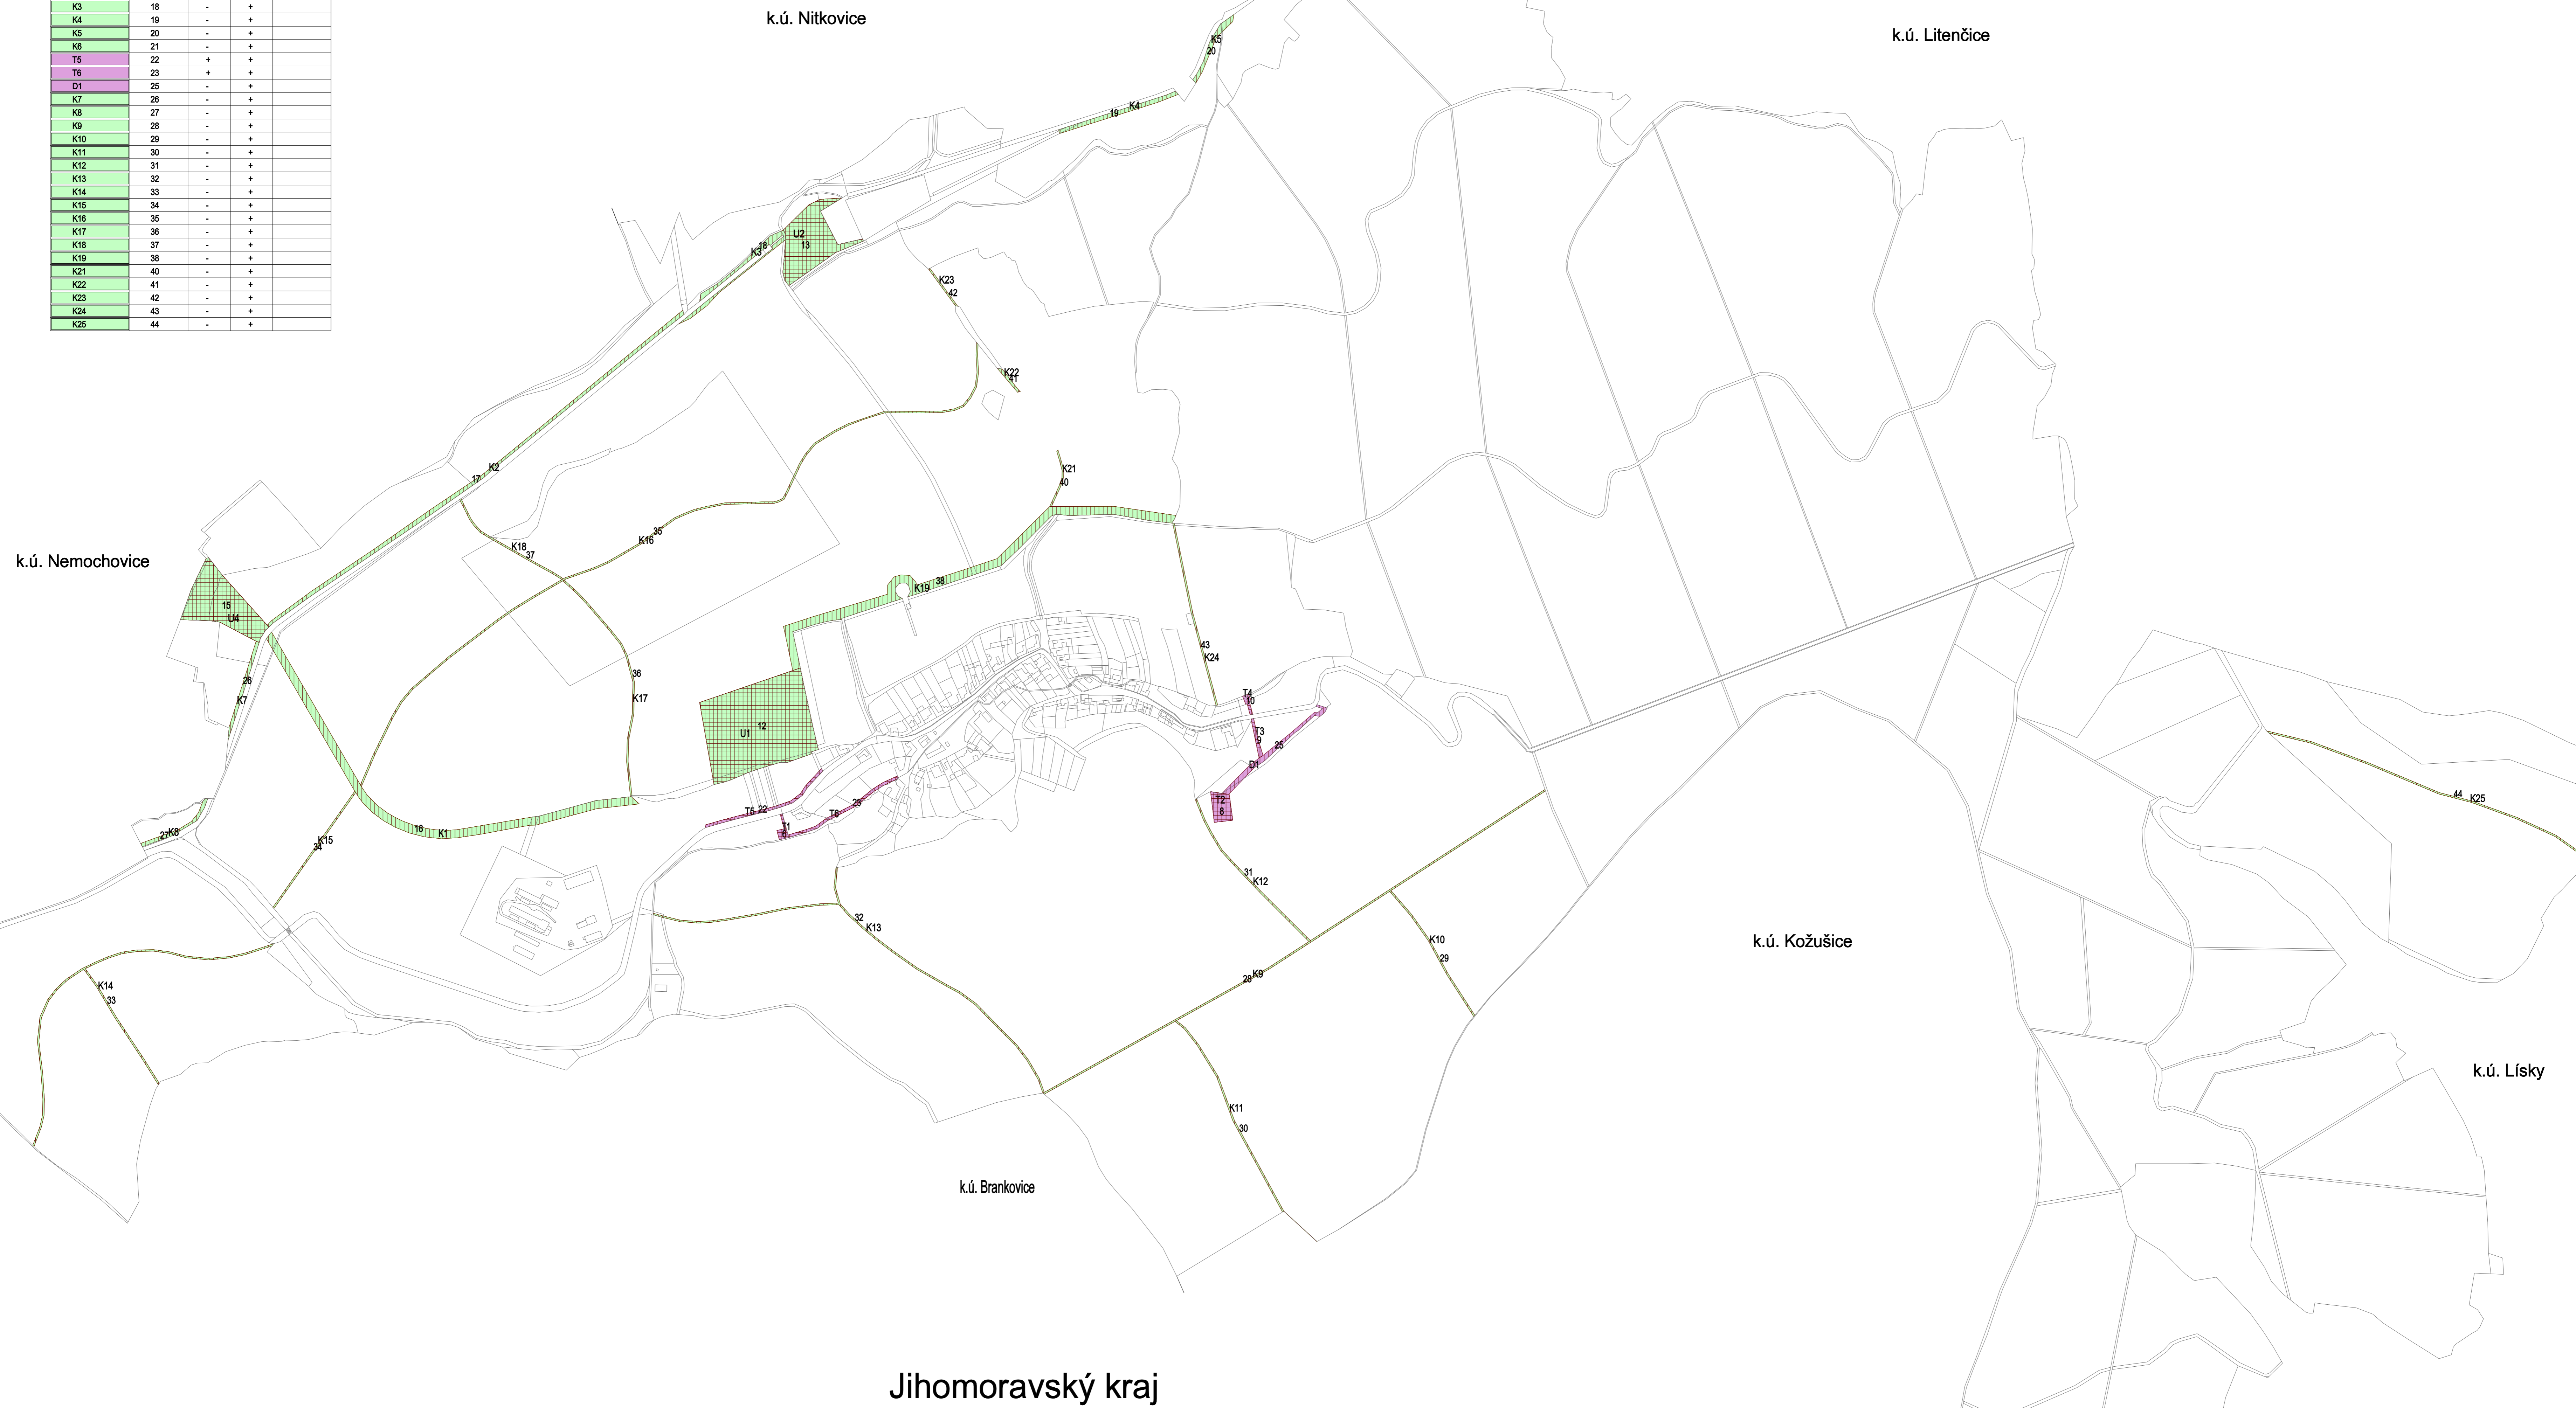 K3 18 - +
K4 19 - +
K5 20 - +
K6 21 - +
T5 22 + +
T6 23 + +
D1 25 - +
K7 26 - +
K8 27 - +
K9 28 - +
K10 29 - +
K11 30 - +
K12 31 - +
K13 32 - +
K14 33 - +
K15 34 - +
K16 35 - +
K17 36 - +
K18 37 - +
K19 38 - +
K21 40 - +
K22 41 - +
K23 42 - +
K24 43 - +
K25 44 - +
k.ú. Nitkovice
k.ú. Litenčice
K5
20
K4
19
U2
13
18
K3
K23
42
K22
41
K2
17
K21
40
35
K16
K18
37
k.ú. Nemochovice
38
K19
15
U4
43
K24
36
K17
26
K7
T4
10
12
U1
T3
9
25
D1
T2
8
44
K25
T5 22
23
T6
T1
6
16
K1
27
K8
K15
34
31
K12
32
K13
K10
29
k.ú. Kožušice
28
K9
K14
33
k.ú. Lísky
K11
30
k.ú. Brankovice
Jihomoravský kraj